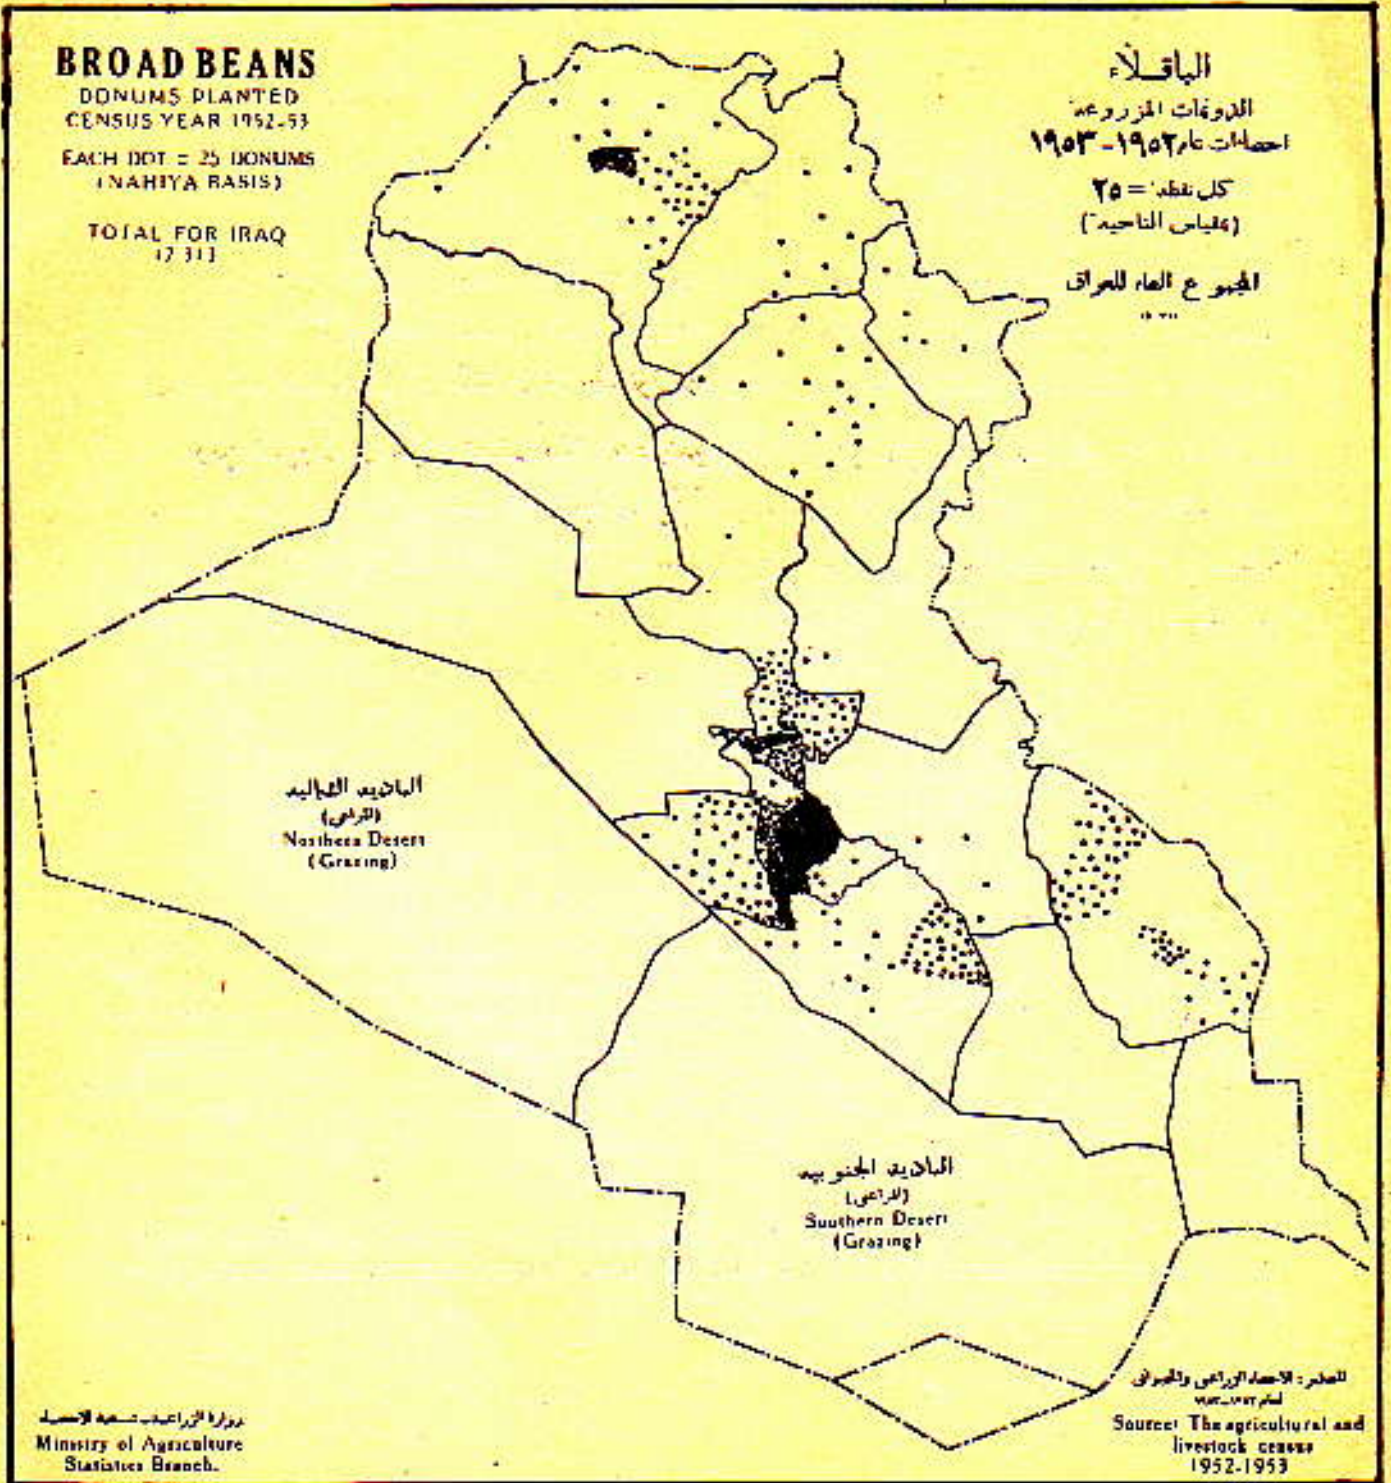 BROAD BEANS
DONUMS PLANTED
CENSUS YEAR 1952-53
EACH DOT = 25 DONUMS
(NAHIYA BASIS)
TOTAL FOR IRAQ
الباقلاء
الدونمات المزروعة
احصاءات عام ١٩٥٢-١٩٥٣
كل نقطة = ٢٥
(مقياس الناحية)
المجموع العام للعراق
البادية الشمالية
(المراعي)
Northern Desert
(Grazing)
البادية الجنوبية
(المراعي)
Southern Desert
(Grazing)
Ministry of Agriculture
Statistics Branch.
Source: The agricultural and
livestock census
1952-1953